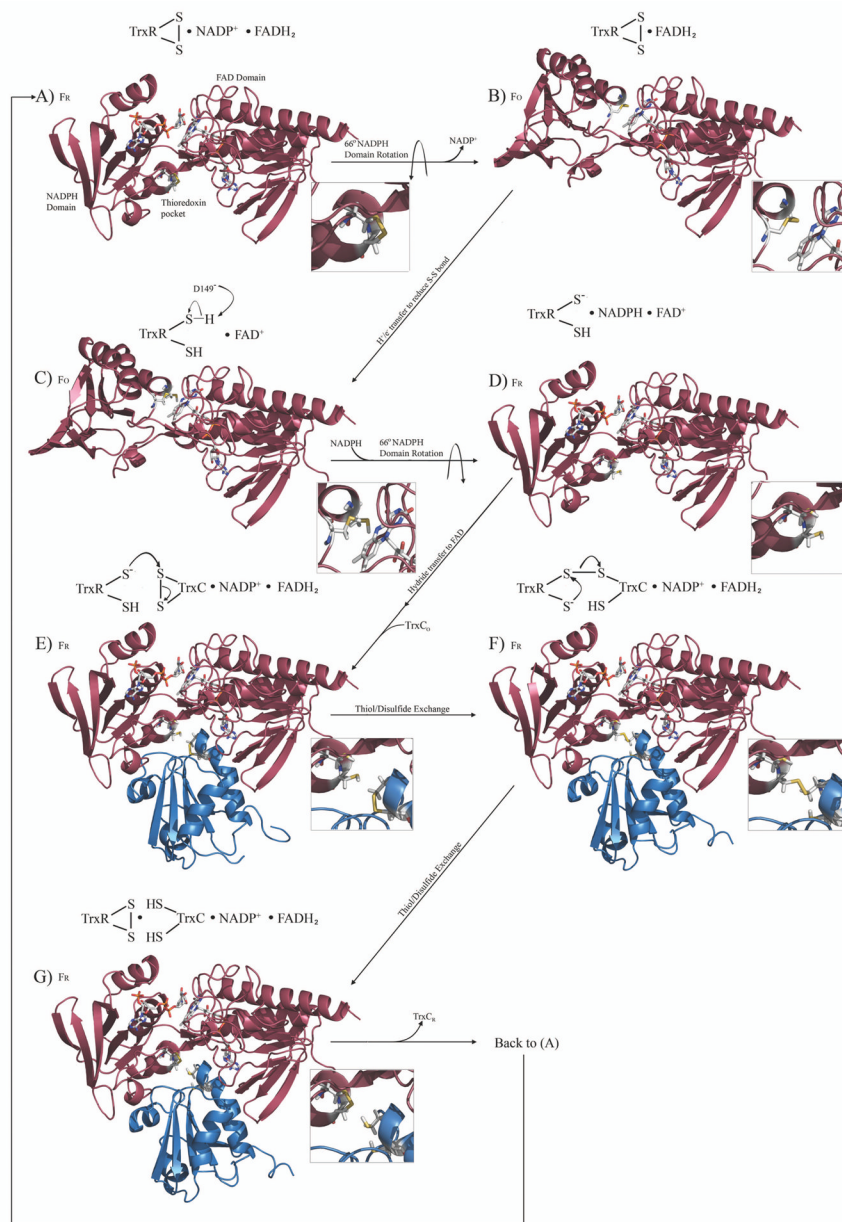 TrxR S S • NADP⁺ • FADH₂
TrxR S S • FADH₂
A) FR
FAD Domain
NADPH Domain
Thioredoxin pocket
66° NADPH Domain Rotation
NADP⁺
B) FO
H⁺/e⁻ transfer to reduce S-S bond
D149⁻
TrxR S—H SH • FAD⁺
TrxR S⁻ SH • NADPH • FAD⁺
C) FO
NADPH
66° NADPH Domain Rotation
D) FR
Hydride transfer to FAD
TrxCO
TrxR S⁻ SH S S TrxC • NADP⁺ • FADH₂
TrxR S S S⁻ HS TrxC • NADP⁺ • FADH₂
E) FR
Thiol/Disulfide Exchange
F) FR
Thiol/Disulfide Exchange
TrxR S S • HS HS TrxC • NADP⁺ • FADH₂
G) FR
TrxCR
Back to (A)